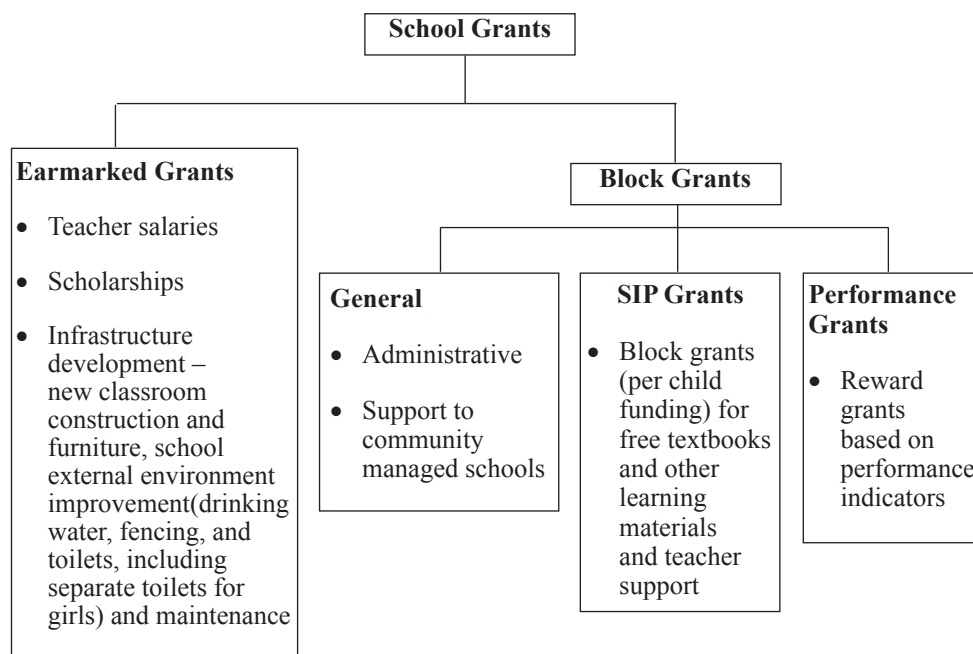 School Grants
Earmarked Grants
• Teacher salaries
• Scholarships
• Infrastructure
development –
new classroom
construction and
furniture, school
external environment
improvement(drinking
water, fencing, and
toilets, including
separate toilets for
girls) and maintenance
Block Grants
General
• Administrative
• Support to
community
managed schools
SIP Grants
• Block grants
(per child
funding) for
free textbooks
and other
learning
materials
and teacher
support
Performance
Grants
• Reward
grants
based on
performance
indicators